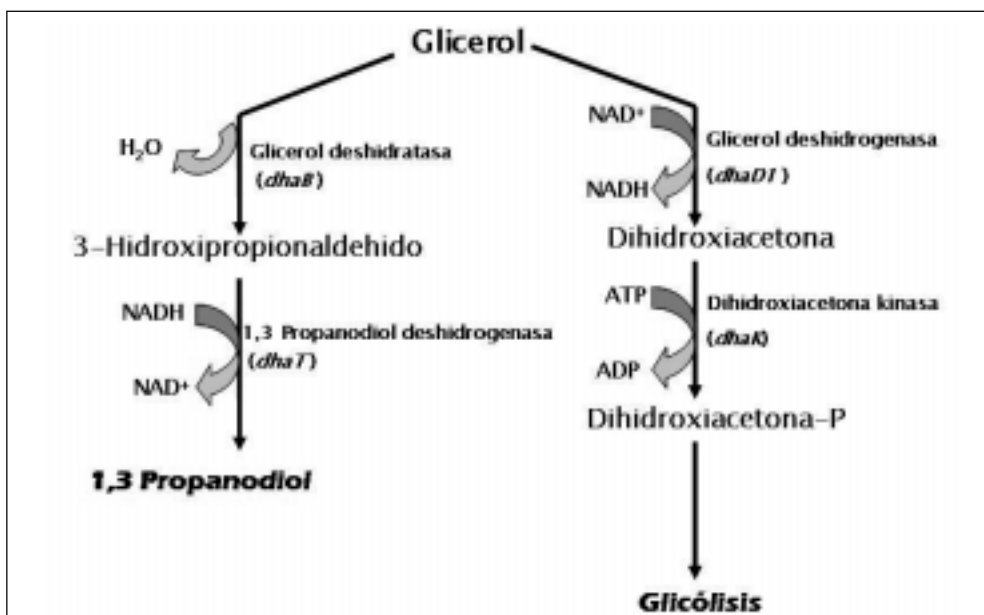 Glicerol
H₂O
Glicerol deshidratasa
(dhaB)
3-Hidroxipropionaldehido
NADH
1,3 Propanodiol deshidrogenasa
(dhaT)
NAD⁺
1,3 Propanodiol
NAD⁺
Glicerol deshidrogenasa
(dhaD1)
NADH
Dihidroxiacetona
ATP
Dihidroxiacetona kinasa
(dhaK)
ADP
Dihidroxiacetona-P
Glicólisis